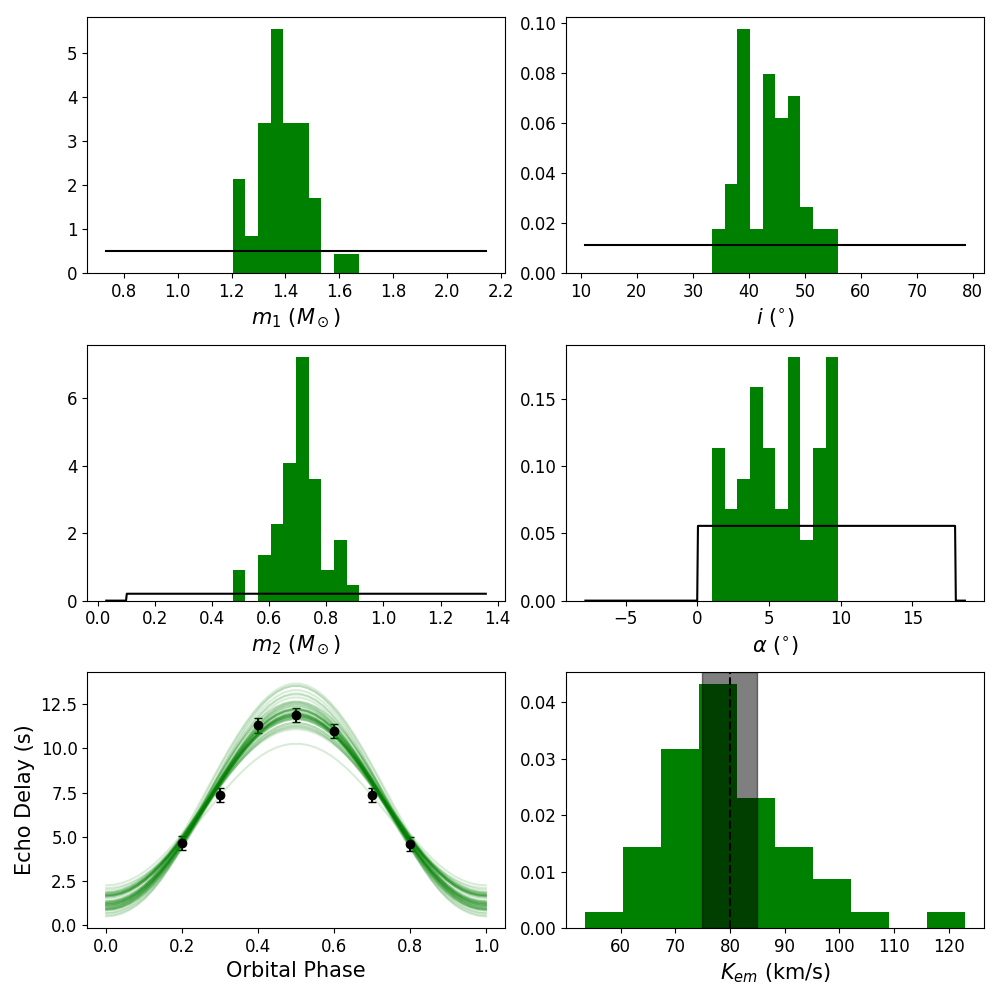 5
4
3
2
1
0
0.8 1.0 1.2 1.4 1.6 1.8 2.0 2.2
m₁ (M⊙)
0.10
0.08
0.06
0.04
0.02
0.00
10 20 30 40 50 60 70 80
i (°)
6
4
2
0
0.0 0.2 0.4 0.6 0.8 1.0 1.2 1.4
m₂ (M⊙)
0.15
0.10
0.05
0.00
−5 0 5 10 15
α (°)
Echo Delay (s)
12.5
10.0
7.5
5.0
2.5
0.0
0.0 0.2 0.4 0.6 0.8 1.0
Orbital Phase
0.04
0.03
0.02
0.01
0.00
60 70 80 90 100 110 120
Kₑₘ (km/s)